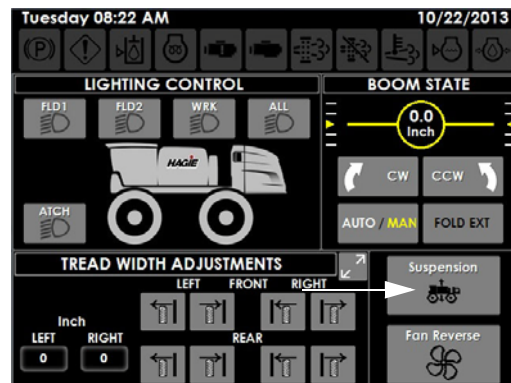 Tuesday 08:22 AM 10/22/2013
(P)
LIGHTING CONTROL
FLD1 FLD2 WRK ALL
HAGIE
ATCH
BOOM STATE
0.0
Inch
CW CCW
AUTO / MAN FOLD EXT
TREAD WIDTH ADJUSTMENTS
LEFT FRONT RIGHT
Inch
LEFT RIGHT
0 0
REAR
Suspension
Fan Reverse